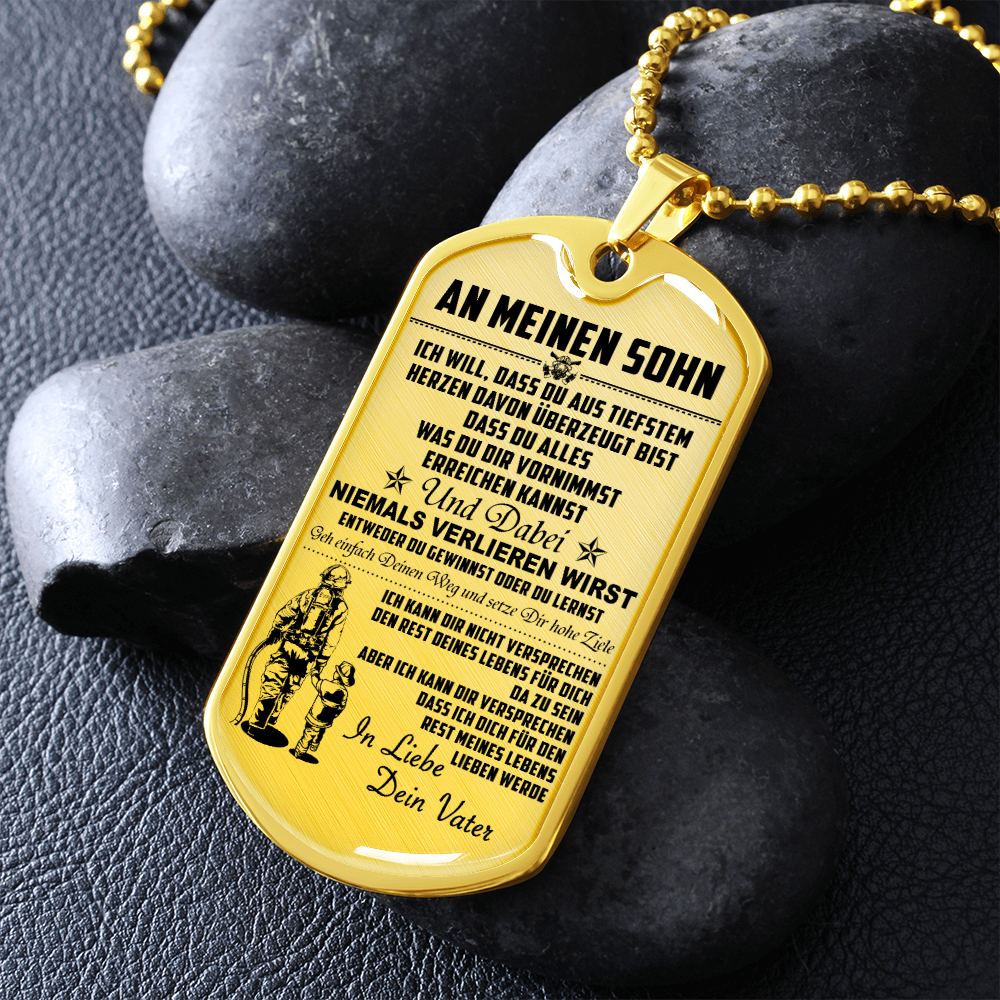 AN MEINEN SOHN
ICH WILL, DASS DU AUS TIEFSTEM
HERZEN DAVON ÜBERZEUGT BIST
DASS DU ALLES
WAS DU DIR VORNIMMST
ERREICHEN KANNST
Und Dabei
NIEMALS VERLIEREN WIRST
ENTWEDER DU GEWINNST ODER DU LERNST
Geh einfach Deinen Weg und setze Dir hohe Ziele
ICH KANN DIR NICHT VERSPRECHEN
DEN REST DEINES LEBENS FÜR DICH
DA ZU SEIN
ABER ICH KANN DIR VERSPRECHEN
DASS ICH DICH FÜR DEN
REST MEINES LEBENS
LIEBEN WERDE
In Liebe
Dein Vater